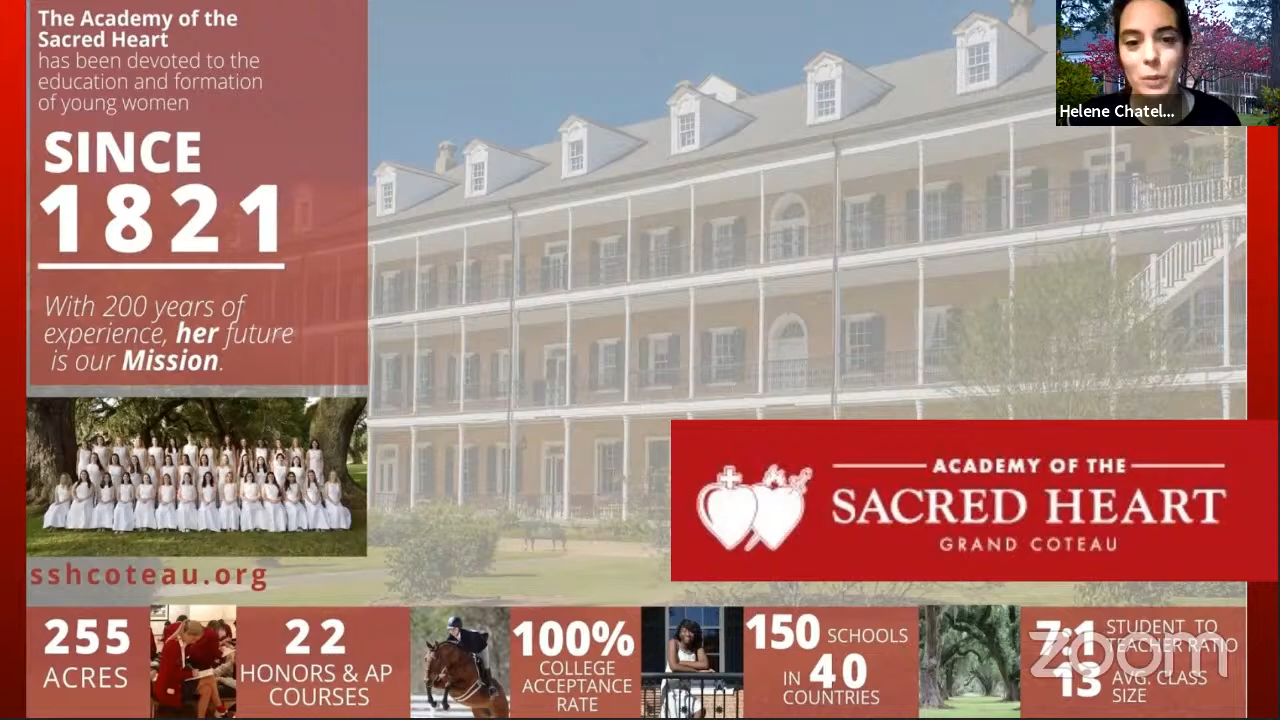 The Academy of the
Sacred Heart
has been devoted to the
education and formation
of young women
SINCE
1821
With 200 years of
experience, her future
is our Mission.
sshcoteau.org
Helene Chatel...
ACADEMY OF THE
SACRED HEART
GRAND COTEAU
255
ACRES
22
HONORS & AP
COURSES
100%
COLLEGE
ACCEPTANCE
RATE
150 SCHOOLS
IN 40
COUNTRIES
7:1 STUDENT TO
TEACHER RATIO
13 AVG. CLASS
SIZE
zoom